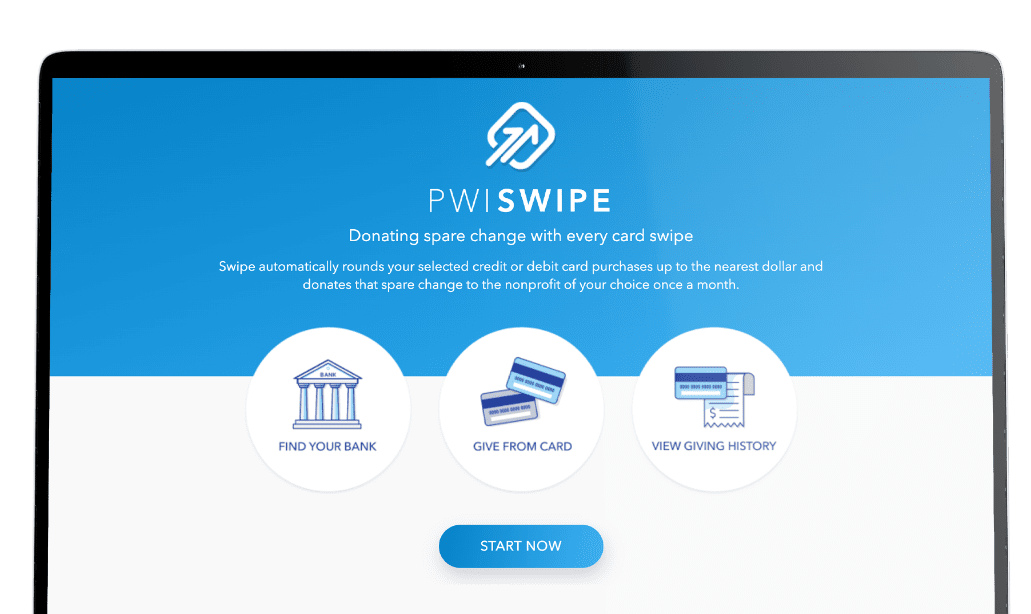 PWISWIPE
Donating spare change with every card swipe
Swipe automatically rounds your selected credit or debit card purchases up to the nearest dollar and
donates that spare change to the nonprofit of your choice once a month.
BANK
FIND YOUR BANK
GIVE FROM CARD
$
VIEW GIVING HISTORY
START NOW